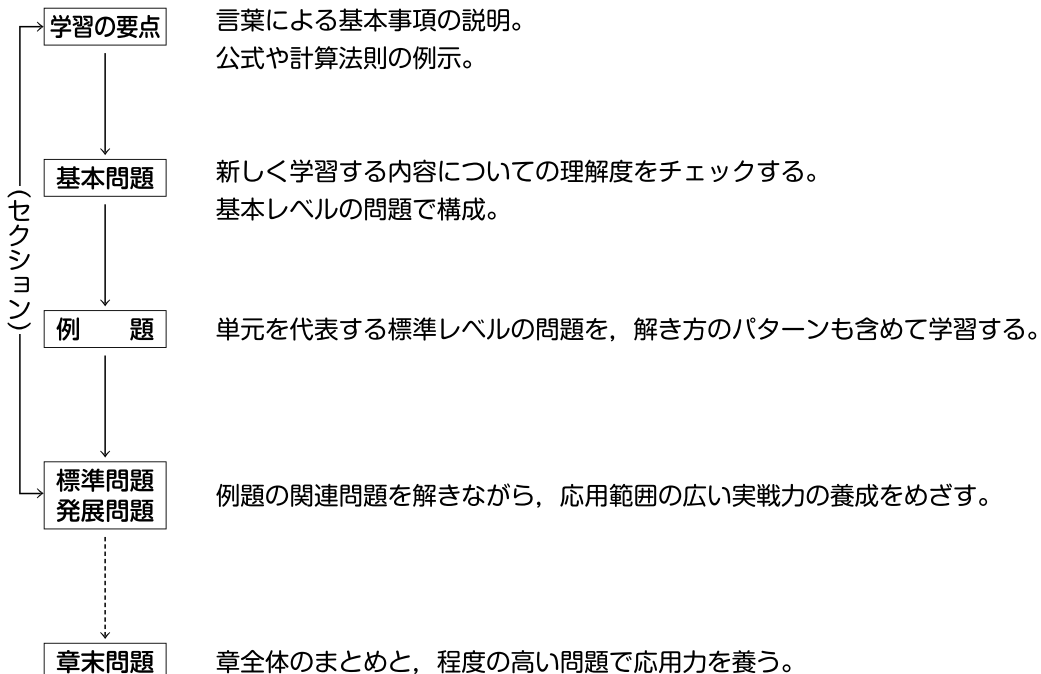 学習の要点
言葉による基本事項の説明。
公式や計算法則の例示。
基本問題
新しく学習する内容についての理解度をチェックする。
基本レベルの問題で構成。
(セクション)
例　題
単元を代表する標準レベルの問題を，解き方のパターンも含めて学習する。
標準問題
発展問題
例題の関連問題を解きながら，応用範囲の広い実戦力の養成をめざす。
章末問題
章全体のまとめと，程度の高い問題で応用力を養う。